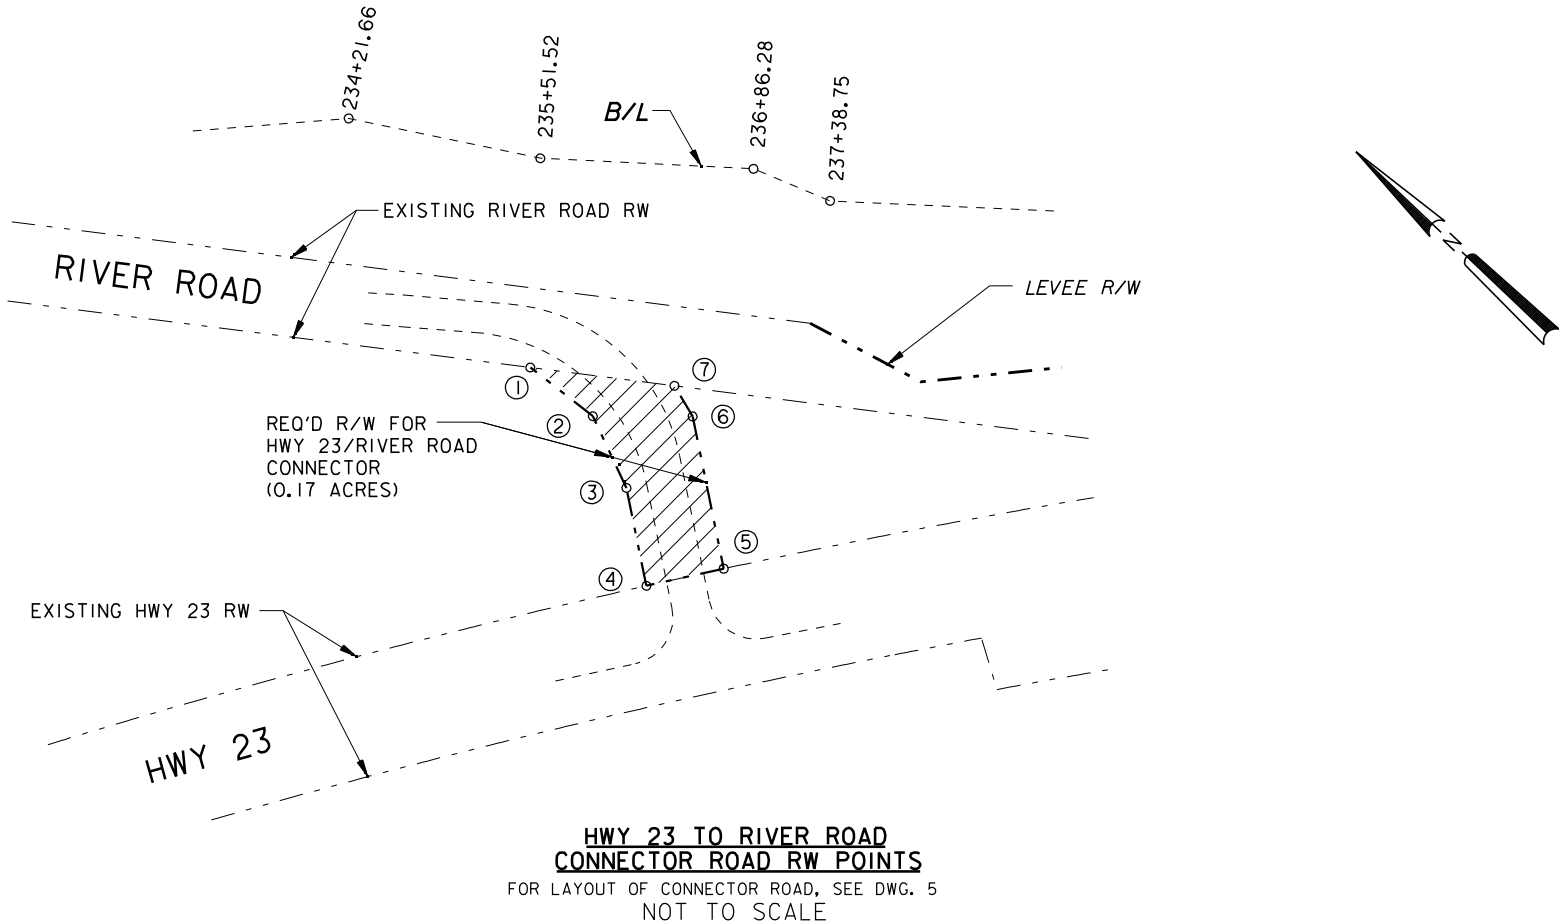 234+21.66
235+51.52
B/L
236+86.28
237+38.75
EXISTING RIVER ROAD RW
RIVER ROAD
N
LEVEE R/W
1
7
2
6
REQ'D R/W FOR
HWY 23/RIVER ROAD
CONNECTOR
(0.17 ACRES)
3
5
4
EXISTING HWY 23 RW
HWY 23
HWY 23 TO RIVER ROAD
CONNECTOR ROAD RW POINTS
FOR LAYOUT OF CONNECTOR ROAD, SEE DWG. 5
NOT TO SCALE